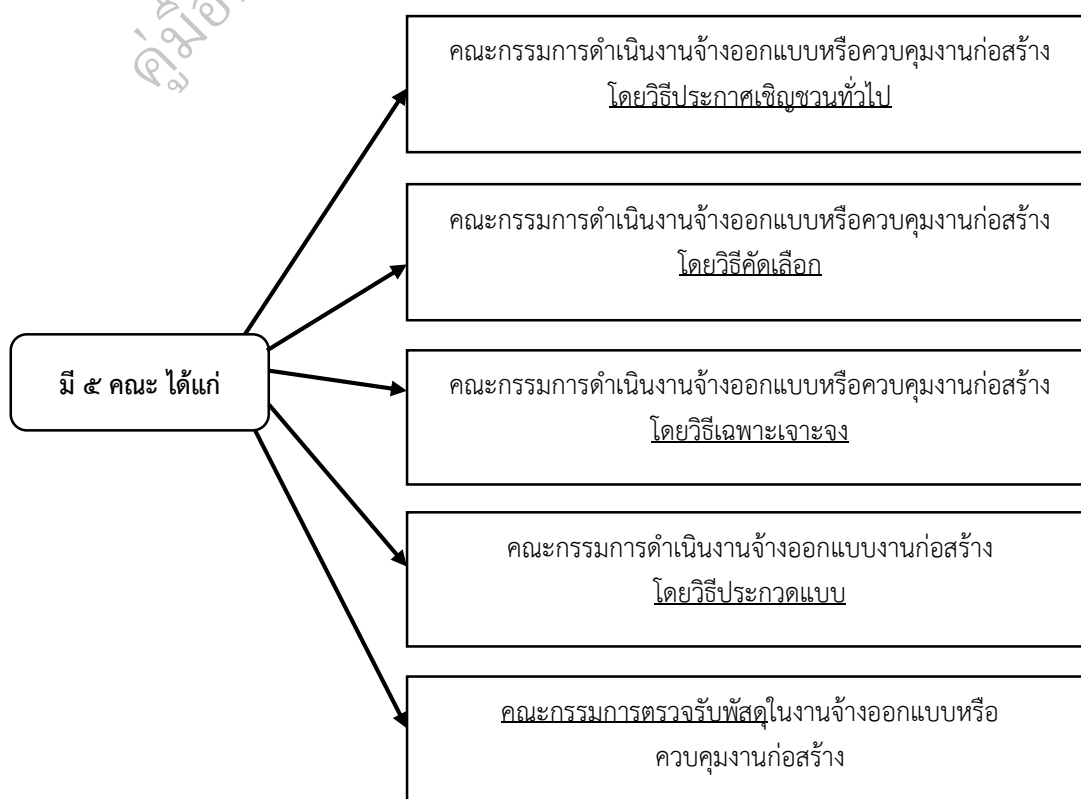 คู่มือ
คณะกรรมการดำเนินงานจ้างออกแบบหรือควบคุมงานก่อสร้าง
โดยวิธีประกาศเชิญชวนทั่วไป
คณะกรรมการดำเนินงานจ้างออกแบบหรือควบคุมงานก่อสร้าง
โดยวิธีคัดเลือก
มี ๕ คณะ ได้แก่
คณะกรรมการดำเนินงานจ้างออกแบบหรือควบคุมงานก่อสร้าง
โดยวิธีเฉพาะเจาะจง
คณะกรรมการดำเนินงานจ้างออกแบบงานก่อสร้าง
โดยวิธีประกวดแบบ
คณะกรรมการตรวจรับพัสดุในงานจ้างออกแบบหรือ
ควบคุมงานก่อสร้าง